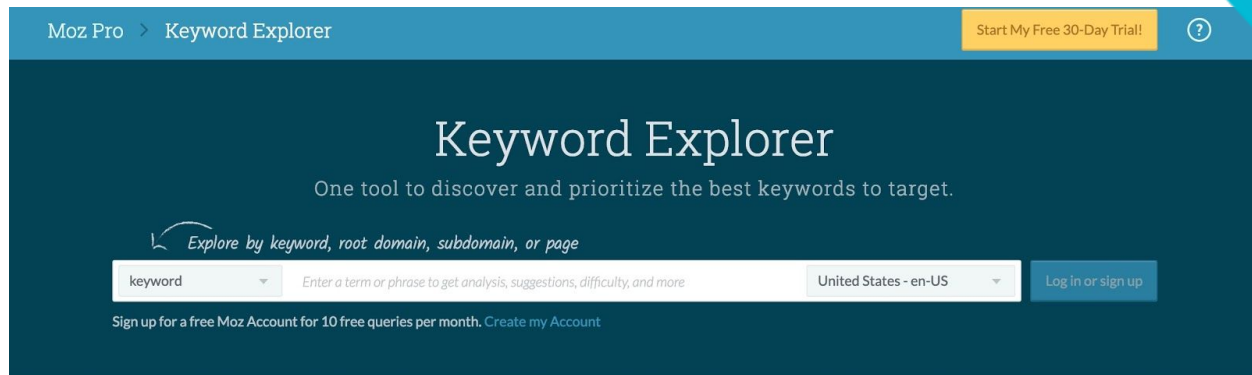 Moz Pro > Keyword Explorer Start My Free 30-Day Trial! ?
Keyword Explorer
One tool to discover and prioritize the best keywords to target.
Explore by keyword, root domain, subdomain, or page
keyword Enter a term or phrase to get analysis, suggestions, difficulty, and more United States - en-US Log in or sign up
Sign up for a free Moz Account for 10 free queries per month. Create my Account